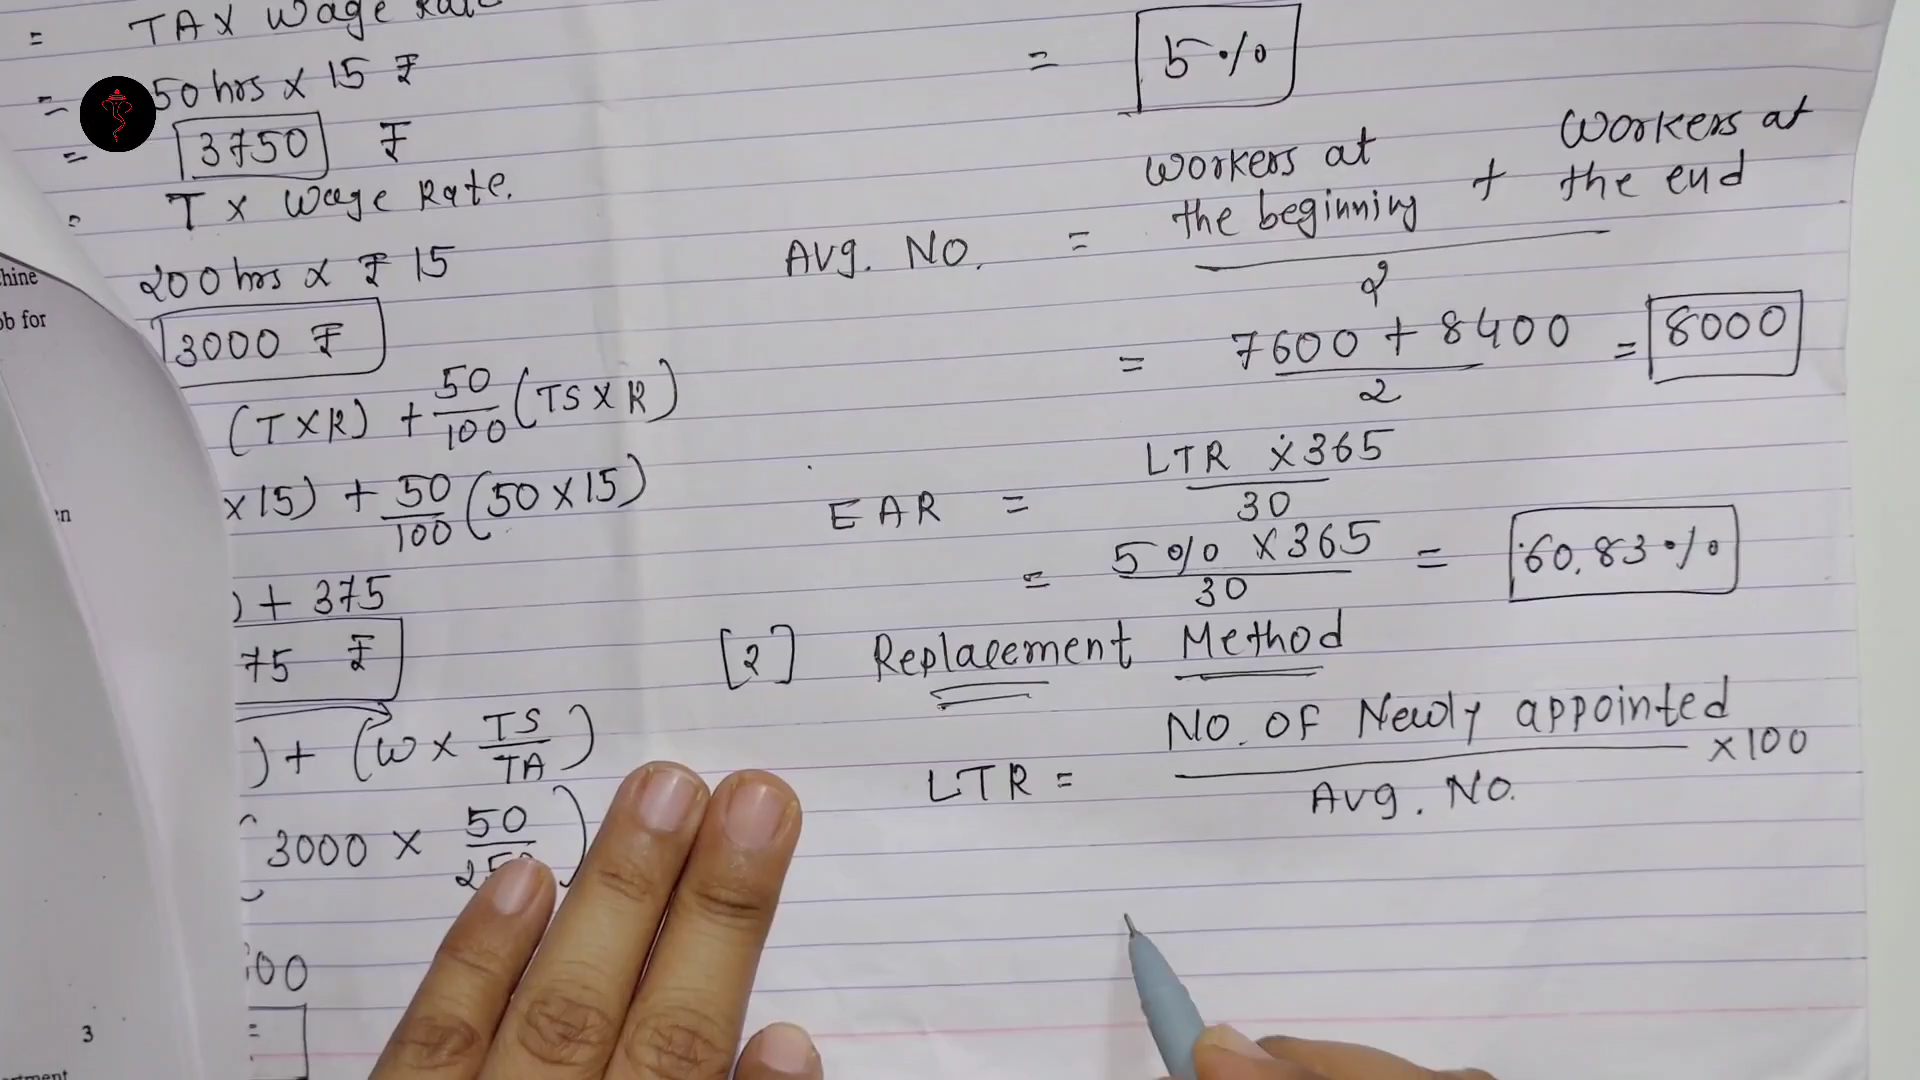 = TA X Wage Rate
= 50 hrs x 15 ₹
= 3750 ₹
= T x Wage Rate.
200 hrs x ₹ 15
3000 ₹
(T X R) + 50/100 (TS X R)
x 15) + 50/100 (50 x 15)
) + 375
75 ₹
) + (W x TS/TA)
3000 x 50/
00
=
= 5 %
Avg. No. = Workers at the beginning + Workers at the end / 2
= 7600 + 8400 / 2 = 8000
EAR = LTR x 365 / 30
= 5 % x 365 / 30 = 60.83 %
[2] Replacement Method
LTR = No. OF Newly appointed / Avg. No. x 100
hine
ob for
3